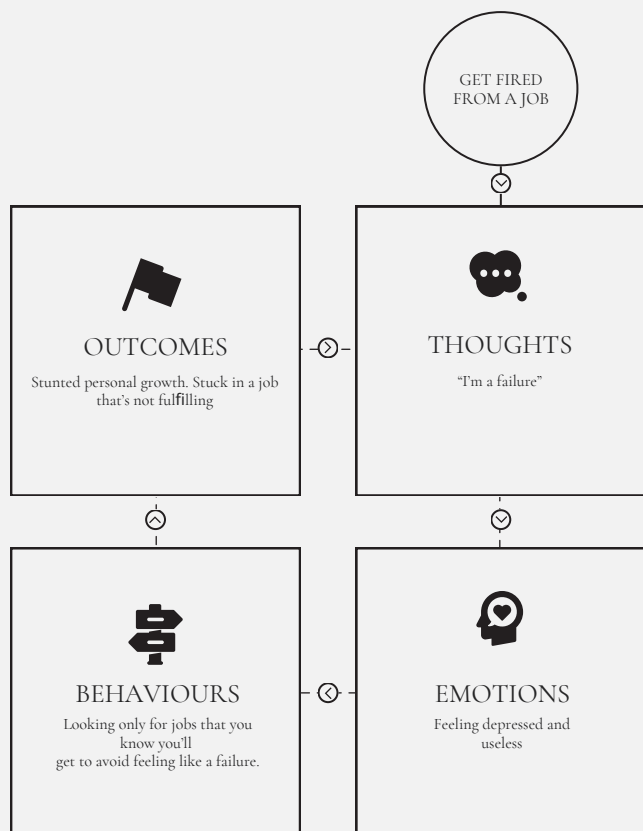 GET FIRED
FROM A JOB
OUTCOMES
Stunted personal growth. Stuck in a job
that's not fulfilling
THOUGHTS
“I'm a failure”
BEHAVIOURS
Looking only for jobs that you
know you'll
get to avoid feeling like a failure.
EMOTIONS
Feeling depressed and
useless